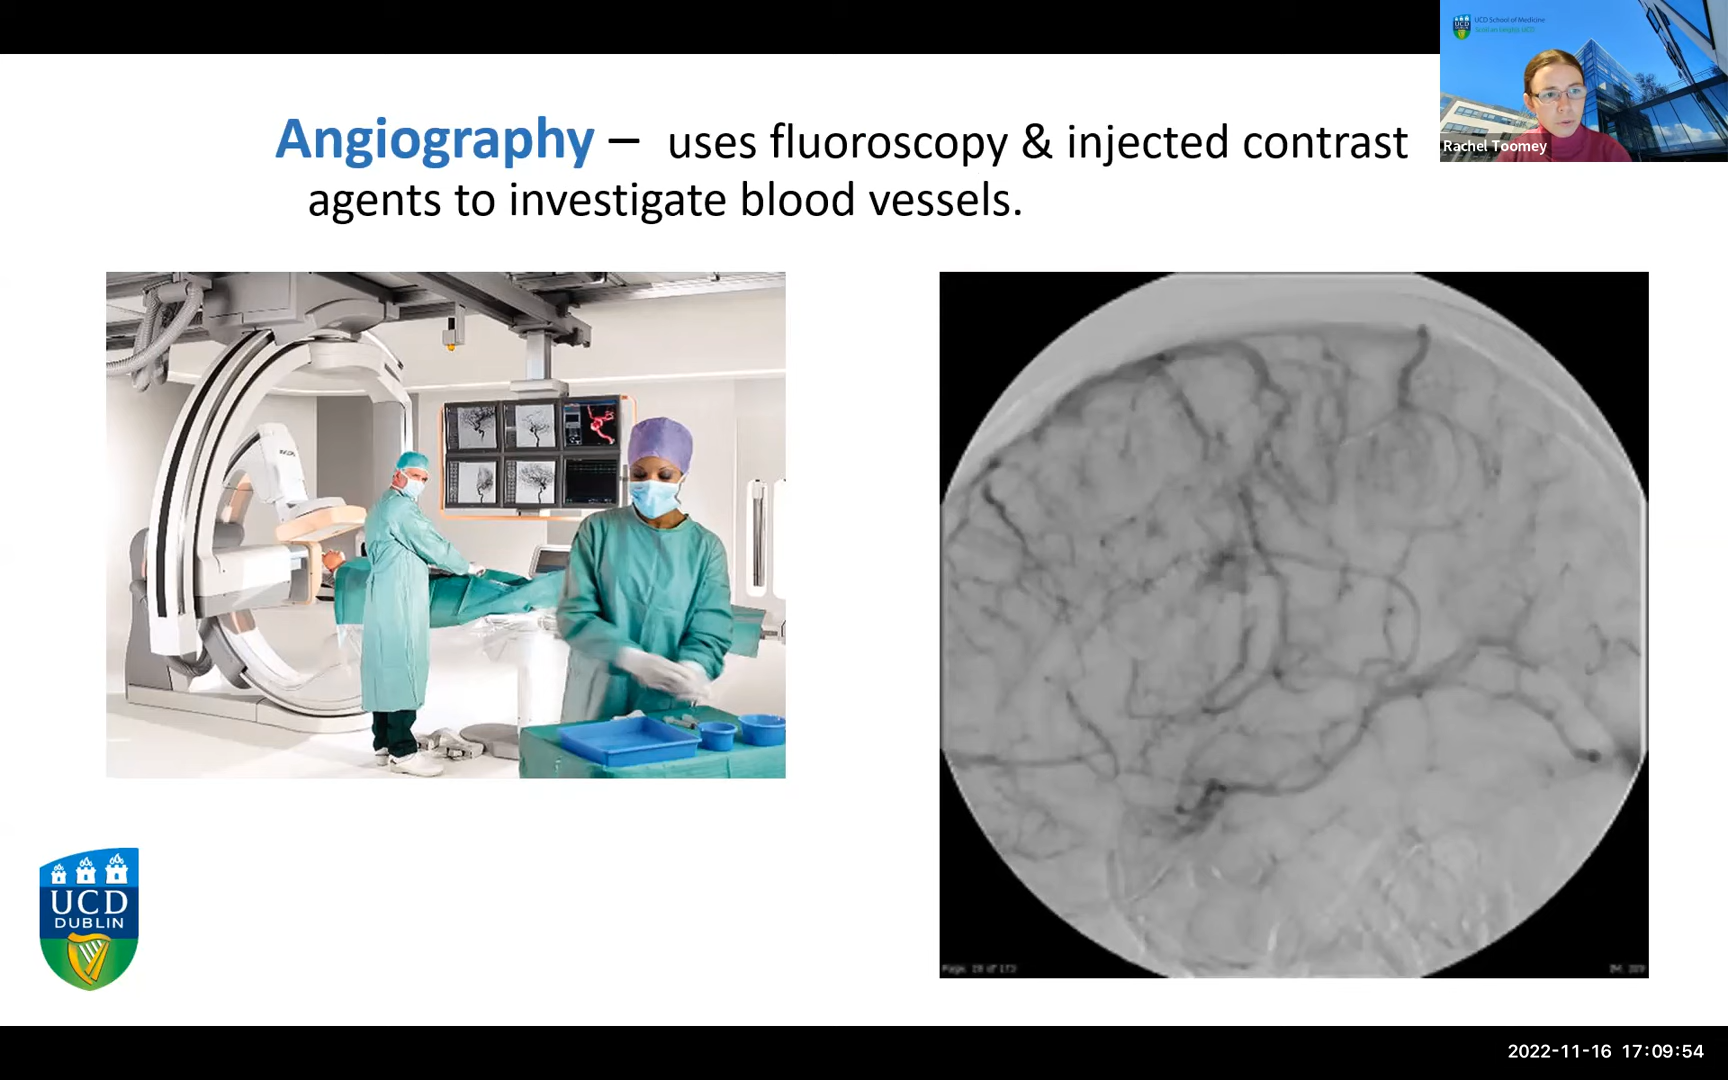 UCD School of Medicine
Rachel Toomey
Angiography – uses fluoroscopy & injected contrast
agents to investigate blood vessels.
UCD
DUBLIN
2022-11-16 17:09:54